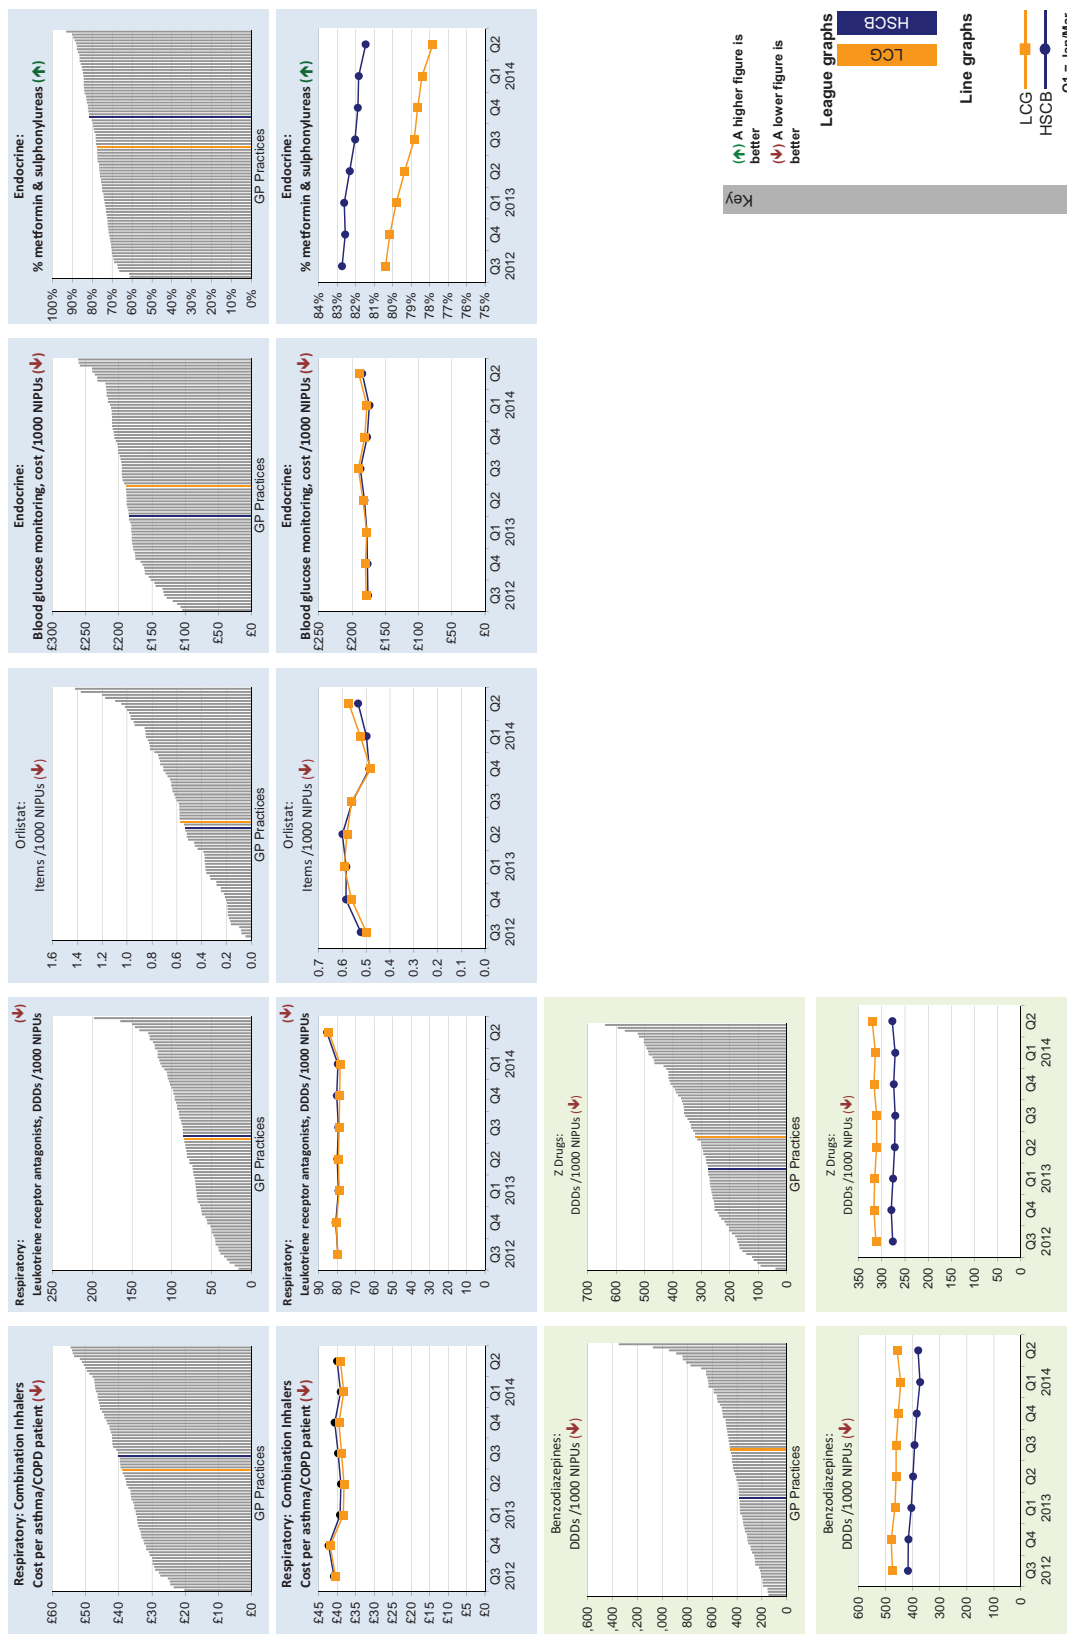 Respiratory: Combination Inhalers
Cost per asthma/COPD patient (↓)
£60
£50
£40
£30
£20
£10
£0
GP Practices
Respiratory:
(↓)
Leukotriene receptor antagonists, DDDs /1000 NIPUs
200
150
100
50
0
GP Practices
Orlistat:
Items /1000 NIPUs (↓)
1.6
1.4
1.2
1.0
0.8
0.6
0.4
0.2
0.0
GP Practices
Endocrine:
Blood glucose monitoring, cost /1000 NIPUs (↓)
£300
£250
£200
£150
£100
£50
£0
GP Practices
Endocrine:
% metformin & sulphonylureas (↑)
100%
90%
80%
70%
60%
50%
40%
30%
20%
10%
0%
GP Practices
Respiratory: Combination Inhalers
Cost per asthma/COPD patient (↓)
£45
£40
£35
£30
£25
£20
£15
£10
£5
£0
Q3 Q4 Q1 Q2 Q3 Q4 Q1 Q2
2012 2013 2014
Respiratory:
(↓)
Leukotriene receptor antagonists, DDDs /1000 NIPUs
90
80
70
60
50
40
30
20
10
0
Q3 Q4 Q1 Q2 Q3 Q4 Q1 Q2
2012 2013 2014
Orlistat:
Items /1000 NIPUs (↓)
0.7
0.6
0.5
0.4
0.3
0.2
0.1
0.0
Q3 Q4 Q1 Q2 Q3 Q4 Q1 Q2
2012 2013 2014
Endocrine:
Blood glucose monitoring, cost /1000 NIPUs (↓)
£250
£200
£150
£100
£50
£0
Q3 Q4 Q1 Q2 Q3 Q4 Q1 Q2
2012 2013 2014
Endocrine:
% metformin & sulphonylureas (↑)
84%
83%
82%
81%
80%
79%
78%
77%
76%
75%
Q3 Q4 Q1 Q2 Q3 Q4 Q1 Q2
2012 2013 2014
Benzodiazepines:
DDDs /1000 NIPUs (↓)
,600
,400
,200
,000
800
600
400
200
0
GP Practices
Z Drugs:
DDDs /1000 NIPUs (↓)
700
600
500
400
300
200
100
0
GP Practices
Benzodiazepines:
DDDs /1000 NIPUs (↓)
600
500
400
300
200
100
0
Q3 Q4 Q1 Q2 Q3 Q4 Q1 Q2
2012 2013 2014
Z Drugs:
DDDs /1000 NIPUs (↓)
350
300
250
200
150
100
50
0
Q3 Q4 Q1 Q2 Q3 Q4 Q1 Q2
2012 2013 2014
Key
(↑) A higher figure is
better
(↓) A lower figure is
better
League graphs
LCG
HSCB
Line graphs
LCG
HSCB
Q1 = Jan/Mar